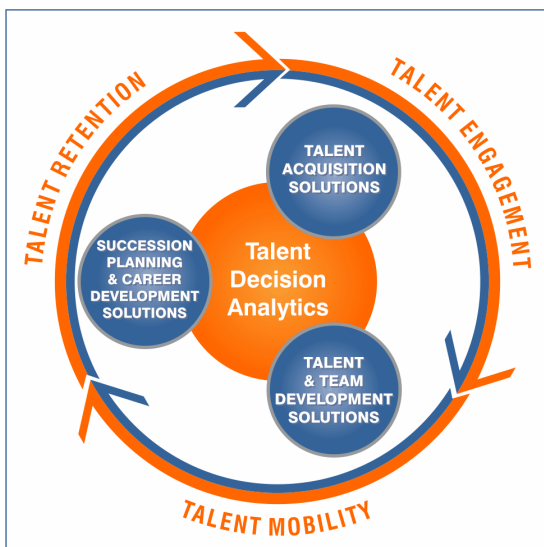 TALENT RETENTION
TALENT ENGAGEMENT
TALENT
ACQUISITION
SOLUTIONS
SUCCESSION
PLANNING
& CAREER
DEVELOPMENT
SOLUTIONS
Talent
Decision
Analytics
TALENT
& TEAM
DEVELOPMENT
SOLUTIONS
TALENT MOBILITY